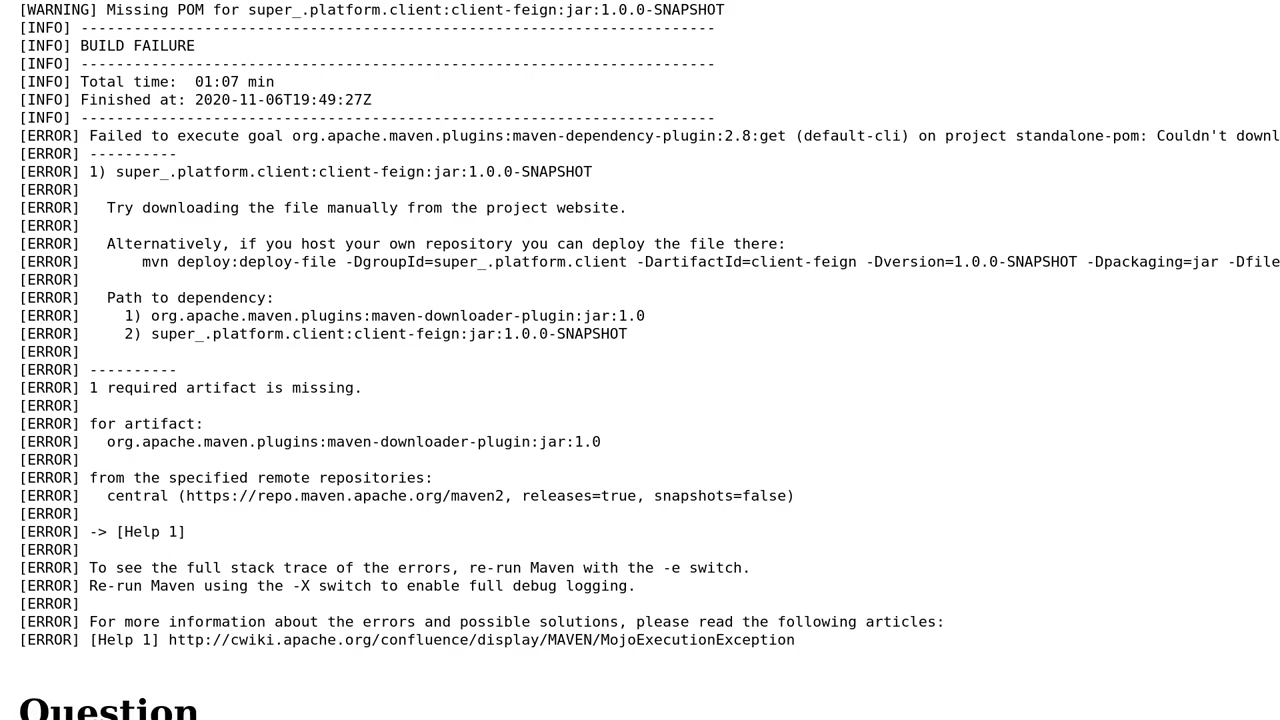 [WARNING] Missing POM for super_.platform.client:client-feign:jar:1.0.0-SNAPSHOT
[INFO] ------------------------------------------------------------------------
[INFO] BUILD FAILURE
[INFO] ------------------------------------------------------------------------
[INFO] Total time:  01:07 min
[INFO] Finished at: 2020-11-06T19:49:27Z
[INFO] ------------------------------------------------------------------------
[ERROR] Failed to execute goal org.apache.maven.plugins:maven-dependency-plugin:2.8:get (default-cli) on project standalone-pom: Couldn't downl
[ERROR] ----------
[ERROR] 1) super_.platform.client:client-feign:jar:1.0.0-SNAPSHOT
[ERROR]
[ERROR]   Try downloading the file manually from the project website.
[ERROR]
[ERROR]   Alternatively, if you host your own repository you can deploy the file there:
[ERROR]       mvn deploy:deploy-file -DgroupId=super_.platform.client -DartifactId=client-feign -Dversion=1.0.0-SNAPSHOT -Dpackaging=jar -Dfile
[ERROR]
[ERROR]   Path to dependency:
[ERROR]     1) org.apache.maven.plugins:maven-downloader-plugin:jar:1.0
[ERROR]     2) super_.platform.client:client-feign:jar:1.0.0-SNAPSHOT
[ERROR]
[ERROR] ----------
[ERROR] 1 required artifact is missing.
[ERROR]
[ERROR] for artifact:
[ERROR]   org.apache.maven.plugins:maven-downloader-plugin:jar:1.0
[ERROR]
[ERROR] from the specified remote repositories:
[ERROR]   central (https://repo.maven.apache.org/maven2, releases=true, snapshots=false)
[ERROR]
[ERROR] -> [Help 1]
[ERROR]
[ERROR] To see the full stack trace of the errors, re-run Maven with the -e switch.
[ERROR] Re-run Maven using the -X switch to enable full debug logging.
[ERROR]
[ERROR] For more information about the errors and possible solutions, please read the following articles:
[ERROR] [Help 1] http://cwiki.apache.org/confluence/display/MAVEN/MojoExecutionException
Question